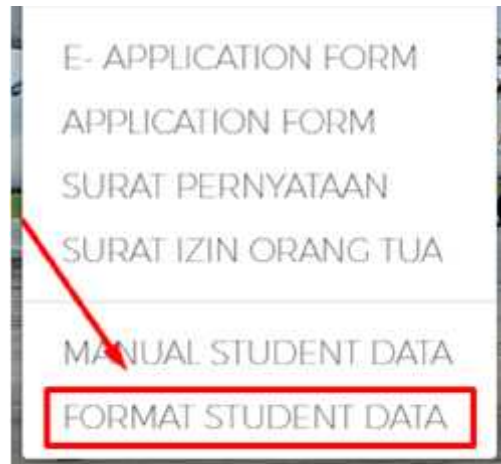 E- APPLICATION FORM
APPLICATION FORM
SURAT PERNYATAAN
SURAT IZIN ORANG TUA
MANUAL STUDENT DATA
FORMAT STUDENT DATA